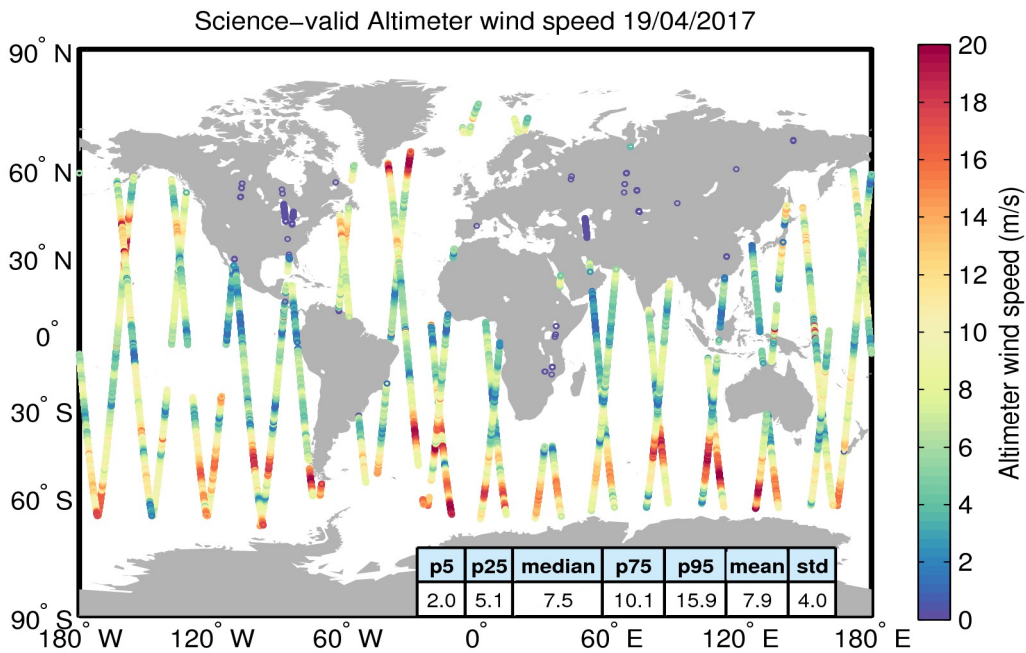 Science−valid Altimeter wind speed 19/04/2017
90° N
60° N
30° N
0°
30° S
60° S
90° S
180° W
120° W
60° W
0°
60° E
120° E
180° E
p5 p25 median p75 p95 mean std
2.0 5.1 7.5 10.1 15.9 7.9 4.0
20
18
16
14
12
10
8
6
4
2
0
Altimeter wind speed (m/s)